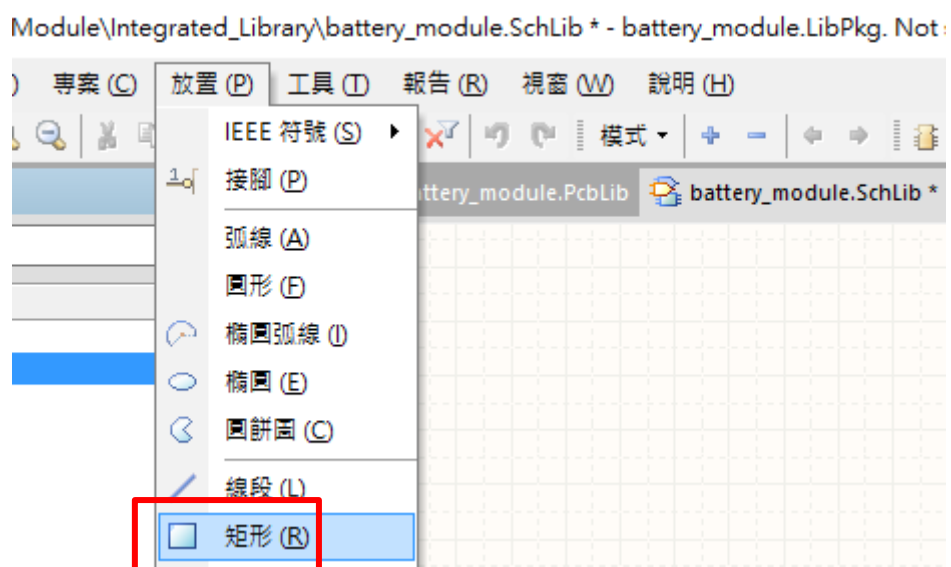 Module\Integrated_Library\battery_module.SchLib * - battery_module.LibPkg. Not
) 專案 (C) 放置 (P) 工具 (T) 報告 (R) 視窗 (W) 說明 (H)
IEEE 符號 (S)
模式
接腳 (P)
ttery_module.PcbLib
battery_module.SchLib *
弧線 (A)
圓形 (F)
橢圓弧線 (I)
橢圓 (E)
圓餅圖 (C)
線段 (L)
矩形 (R)